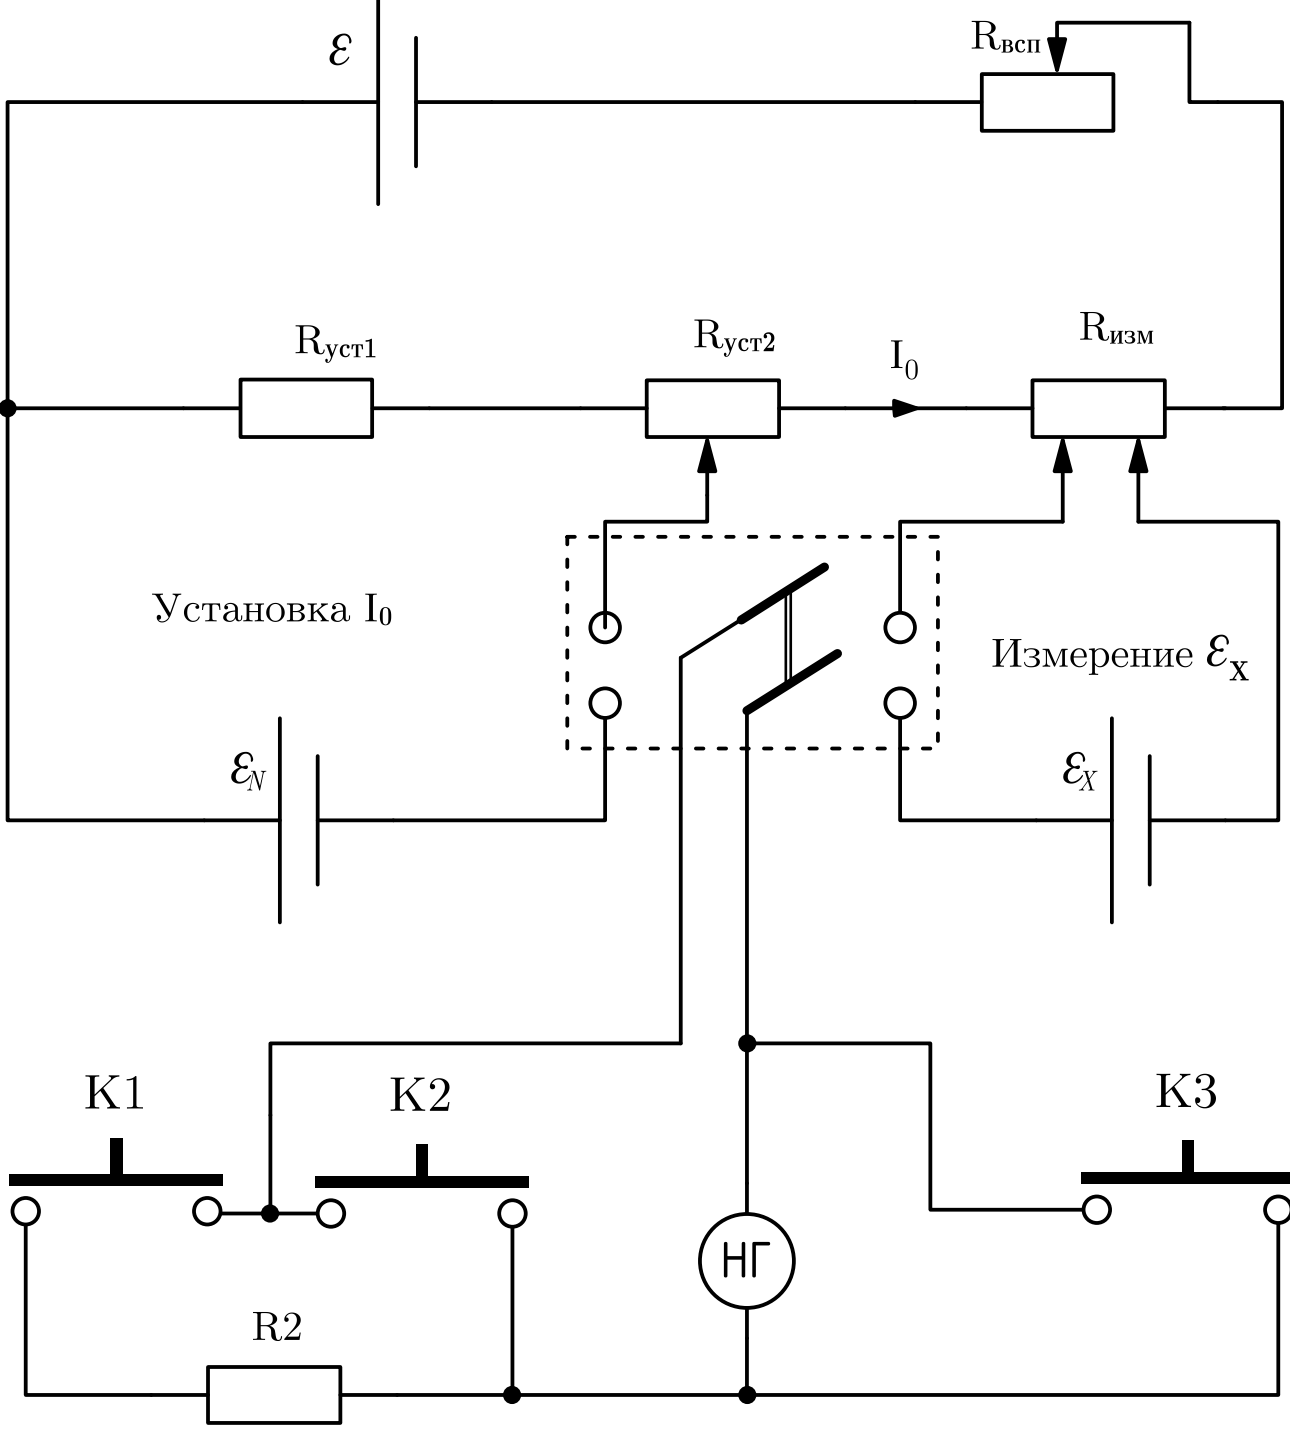 ℰ
Rвсп
Rуст1
Rуст2
I0
Rизм
Установка I0
Измерение ℰx
ℰN
ℰX
K1
K2
K3
НГ
R2